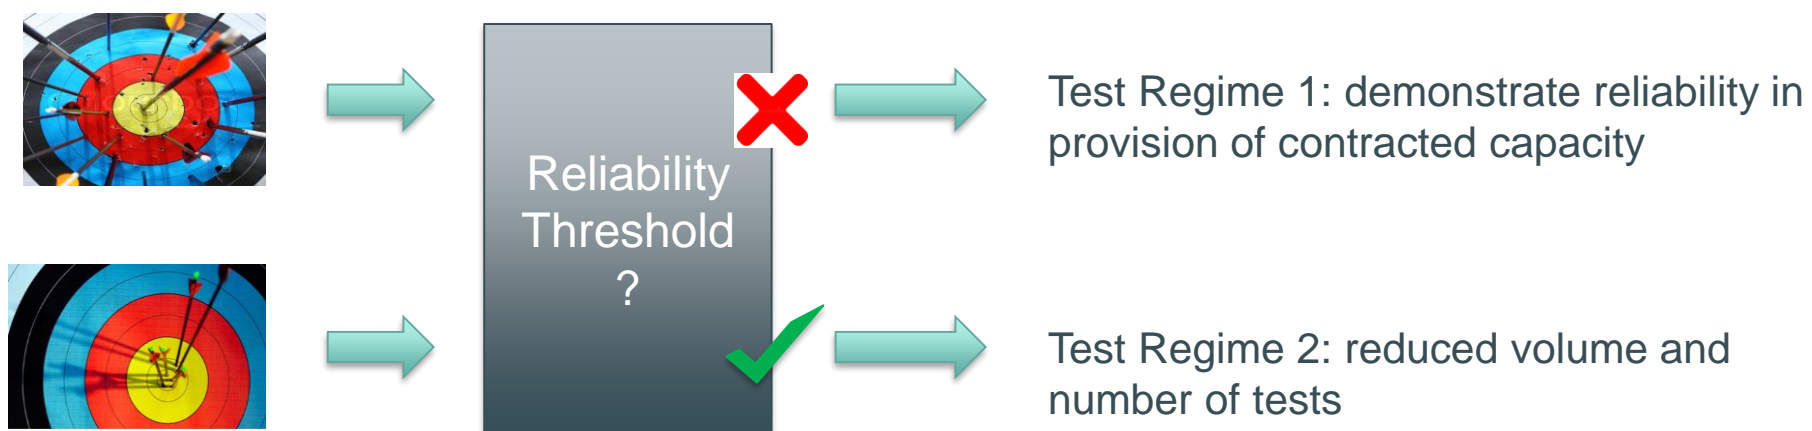 Reliability
Threshold
?
Test Regime 1: demonstrate reliability in
provision of contracted capacity
Test Regime 2: reduced volume and
number of tests